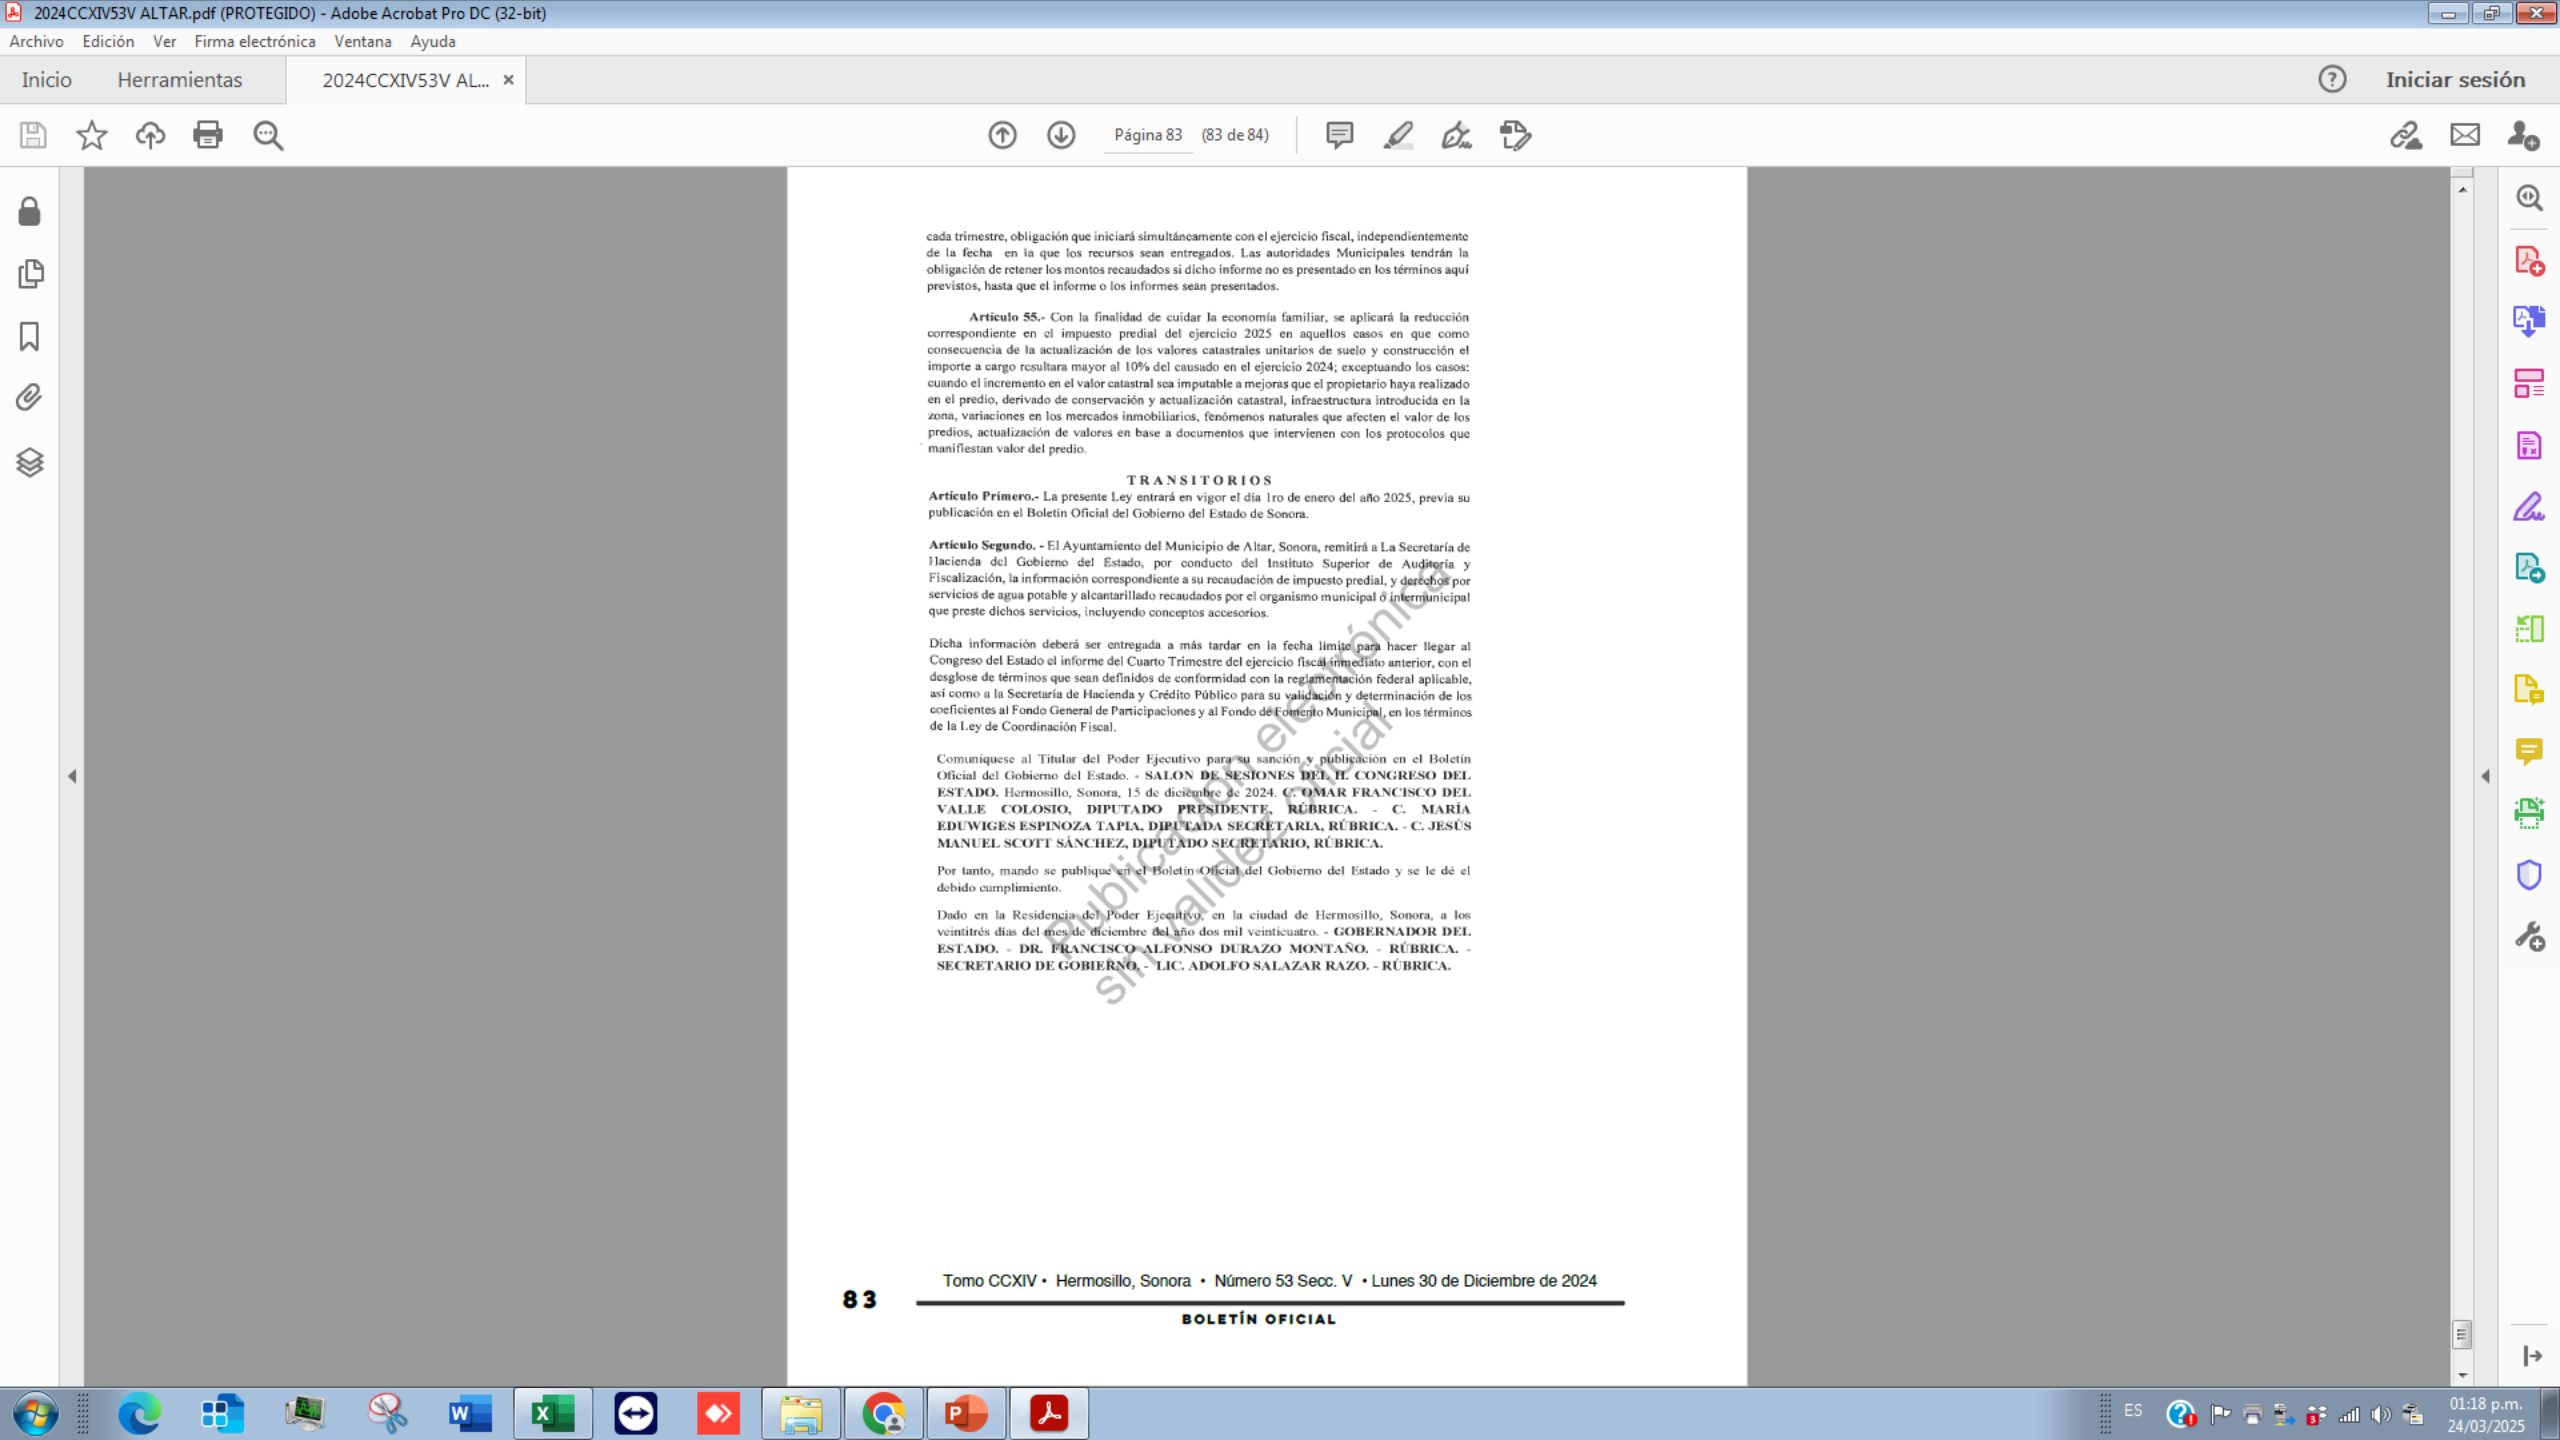 2024CCXIV53V ALTAR.pdf (PROTEGIDO) - Adobe Acrobat Pro DC (32-bit)
Archivo Edición Ver Firma electrónica Ventana Ayuda
Inicio Herramientas 2024CCXIV53V AL... × Iniciar sesión
Página 83 (83 de 84)
cada trimestre, obligación que iniciará simultáneamente con el ejercicio fiscal, independientemente
de la fecha en la que los recursos sean entregados. Las autoridades Municipales tendrán la
obligación de retener los montos recaudados si dicho informe no es presentado en los términos aquí
previstos, hasta que el informe o los informes sean presentados.
Artículo 55.- Con la finalidad de cuidar la economía familiar, se aplicará la reducción
correspondiente en el impuesto predial del ejercicio 2025 en aquellos casos en que como
consecuencia de la actualización de los valores catastrales unitarios de suelo y construcción el
importe a cargo resultara mayor al 10% del causado en el ejercicio 2024; exceptuando los casos:
cuando el incremento en el valor catastral sea imputable a mejoras que el propietario haya realizado
en el predio, derivado de conservación y actualización catastral, infraestructura introducida en la
zona, variaciones en los mercados inmobiliarios, fenómenos naturales que afecten el valor de los
predios, actualización de valores en base a documentos que intervienen con los protocolos que
manifiestan valor del predio.
TRANSITORIOS
Artículo Primero.- La presente Ley entrará en vigor el día 1ro de enero del año 2025, previa su
publicación en el Boletín Oficial del Gobierno del Estado de Sonora.
Artículo Segundo. - El Ayuntamiento del Municipio de Altar, Sonora, remitirá a La Secretaría de
Hacienda del Gobierno del Estado, por conducto del Instituto Superior de Auditoría y
Fiscalización, la información correspondiente a su recaudación de impuesto predial, y derechos por
servicios de agua potable y alcantarillado recaudados por el organismo municipal o intermunicipal
que preste dichos servicios, incluyendo conceptos accesorios.
Dicha información deberá ser entregada a más tardar en la fecha límite para hacer llegar al
Congreso del Estado el informe del Cuarto Trimestre del ejercicio fiscal inmediato anterior, con el
desglose de términos que sean definidos de conformidad con la reglamentación federal aplicable,
así como a la Secretaría de Hacienda y Crédito Público para su validación y determinación de los
coeficientes al Fondo General de Participaciones y al Fondo de Fomento Municipal, en los términos
de la Ley de Coordinación Fiscal.
Comuníquese al Titular del Poder Ejecutivo para su sanción y publicación en el Boletín
Oficial del Gobierno del Estado. - SALON DE SESIONES DEL H. CONGRESO DEL
ESTADO. Hermosillo, Sonora, 15 de diciembre de 2024. C. OMAR FRANCISCO DEL
VALLE COLOSIO, DIPUTADO PRESIDENTE, RÚBRICA. - C. MARÍA
EDUWIGES ESPINOZA TAPIA, DIPUTADA SECRETARIA, RÚBRICA. - C. JESÚS
MANUEL SCOTT SÁNCHEZ, DIPUTADO SECRETARIO, RÚBRICA.
Por tanto, mando se publique en el Boletín Oficial del Gobierno del Estado y se le dé el
debido cumplimiento.
Dado en la Residencia del Poder Ejecutivo, en la ciudad de Hermosillo, Sonora, a los
veintitrés días del mes de diciembre del año dos mil veinticuatro. - GOBERNADOR DEL
ESTADO. - DR. FRANCISCO ALFONSO DURAZO MONTAÑO. - RÚBRICA. -
SECRETARIO DE GOBIERNO. - LIC. ADOLFO SALAZAR RAZO. - RÚBRICA.
Publicación electrónica
sin validez oficial
Tomo CCXIV • Hermosillo, Sonora • Número 53 Secc. V • Lunes 30 de Diciembre de 2024
83
BOLETÍN OFICIAL
ES
01:18 p.m.
24/03/2025